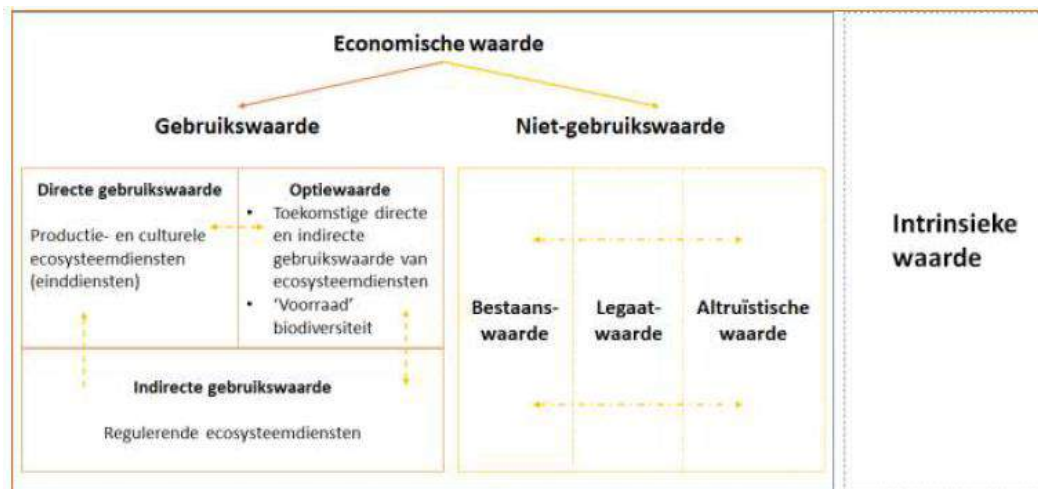 Economische waarde
Gebruikswaarde
Niet-gebruikswaarde
Directe gebruikswaarde
Productie- en culturele
ecosysteemdiensten
(einddiensten)
Optiewaarde
• Toekomstige directe
en indirecte
gebruikswaarde van
ecosysteemdiensten
• 'Voorraad'
biodiversiteit
Indirecte gebruikswaarde
Regulerende ecosysteemdiensten
Bestaans-
waarde
Legaat-
waarde
Altruïstische
waarde
Intrinsieke
waarde